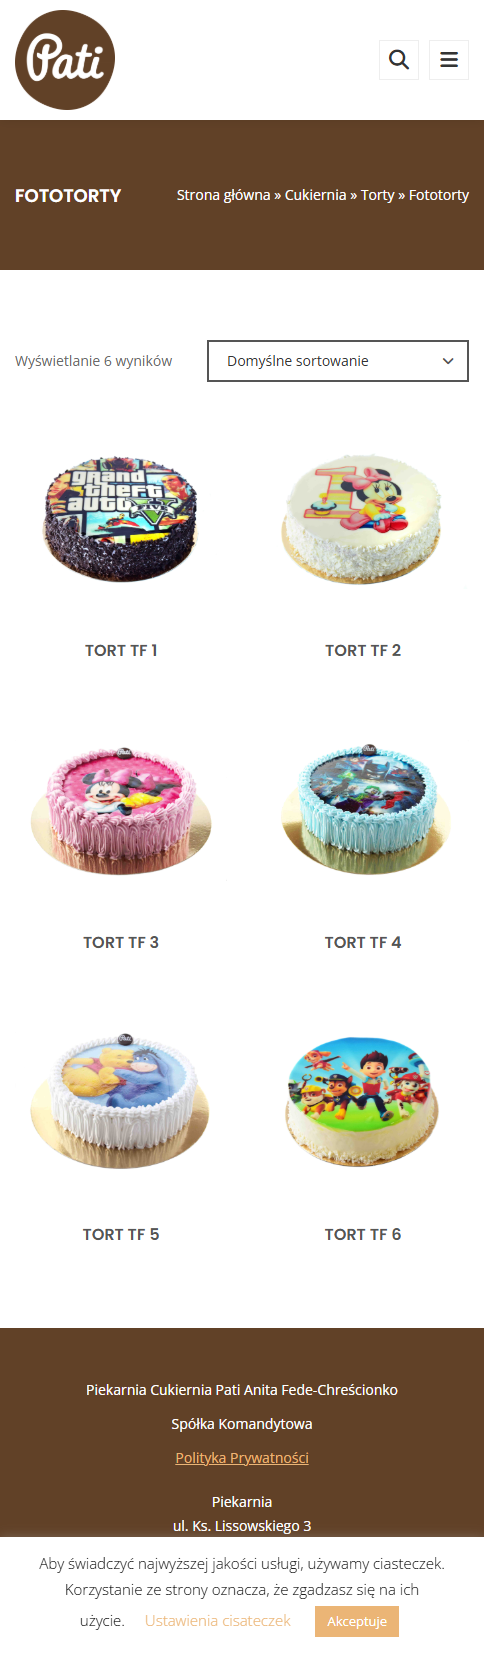 Pati
FOTOTORTY
Strona główna » Cukiernia » Torty » Fototorty
Wyświetlanie 6 wyników
Domyślne sortowanie
grand
theft
auto
V
1
TORT TF 1
TORT TF 2
Pati
TORT TF 3
TORT TF 4
Pati
TORT TF 5
TORT TF 6
Piekarnia Cukiernia Pati Anita Fede-Chreścionko
Spółka Komandytowa
Polityka Prywatności
Piekarnia
ul. Ks. Lissowskiego 3
Aby świadczyć najwyższej jakości usługi, używamy ciasteczek.
Korzystanie ze strony oznacza, że zgadzasz się na ich
użycie. Ustawienia cisateczek Akceptuje